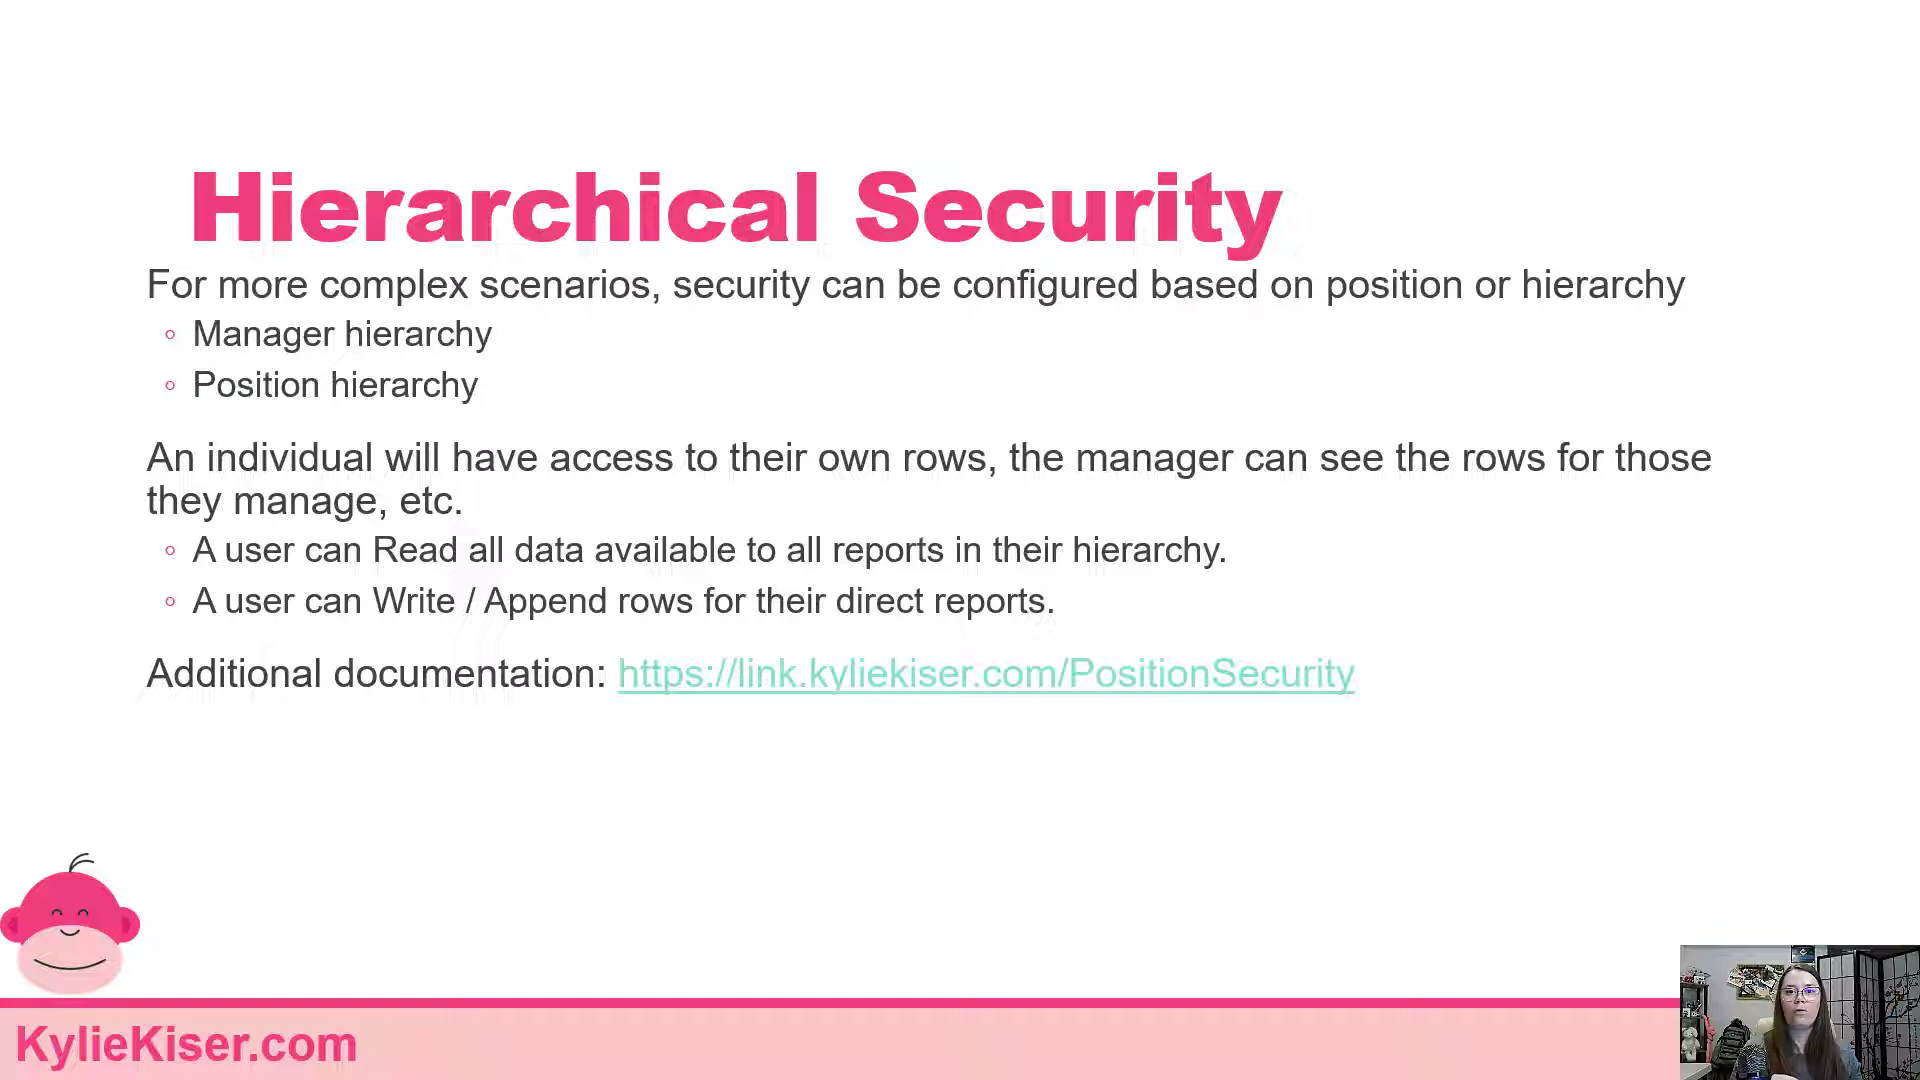 Hierarchical Security
For more complex scenarios, security can be configured based on position or hierarchy
◦ Manager hierarchy
◦ Position hierarchy
An individual will have access to their own rows, the manager can see the rows for those
they manage, etc.
◦ A user can Read all data available to all reports in their hierarchy.
◦ A user can Write / Append rows for their direct reports.
Additional documentation: https://link.kyliekiser.com/PositionSecurity
KylieKiser.com